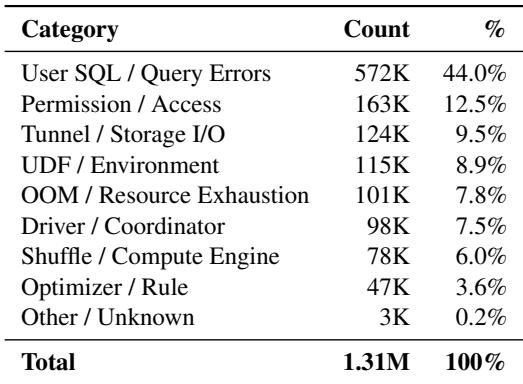 Category Count %
User SQL / Query Errors 572K 44.0%
Permission / Access 163K 12.5%
Tunnel / Storage I/O 124K 9.5%
UDF / Environment 115K 8.9%
OOM / Resource Exhaustion 101K 7.8%
Driver / Coordinator 98K 7.5%
Shuffle / Compute Engine 78K 6.0%
Optimizer / Rule 47K 3.6%
Other / Unknown 3K 0.2%
Total 1.31M 100%